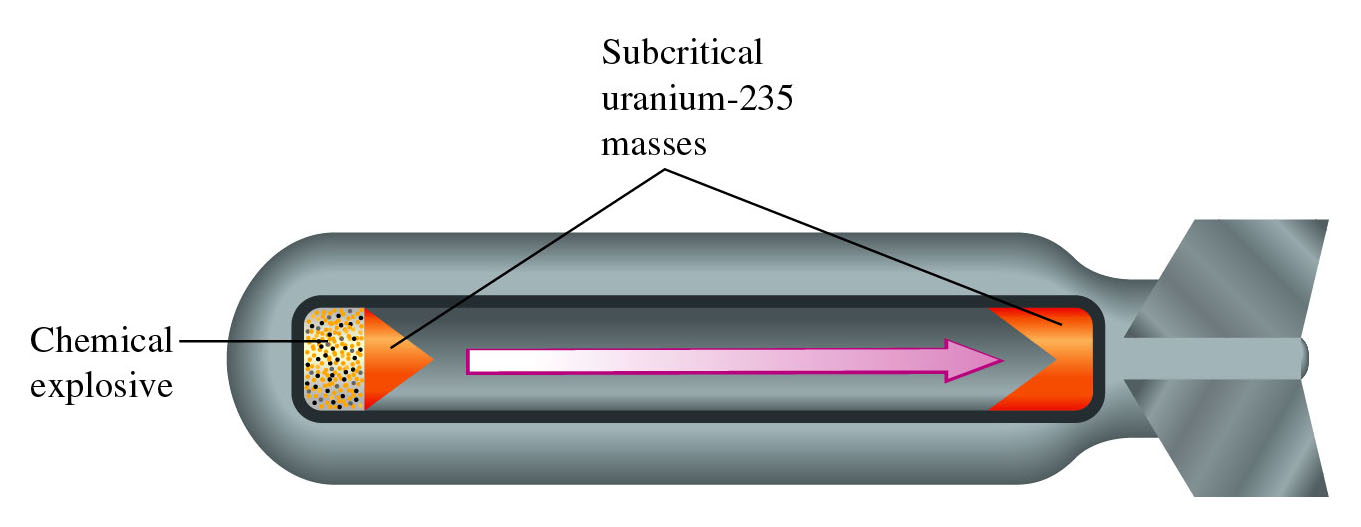 Subcritical
uranium-235
masses
Chemical
explosive